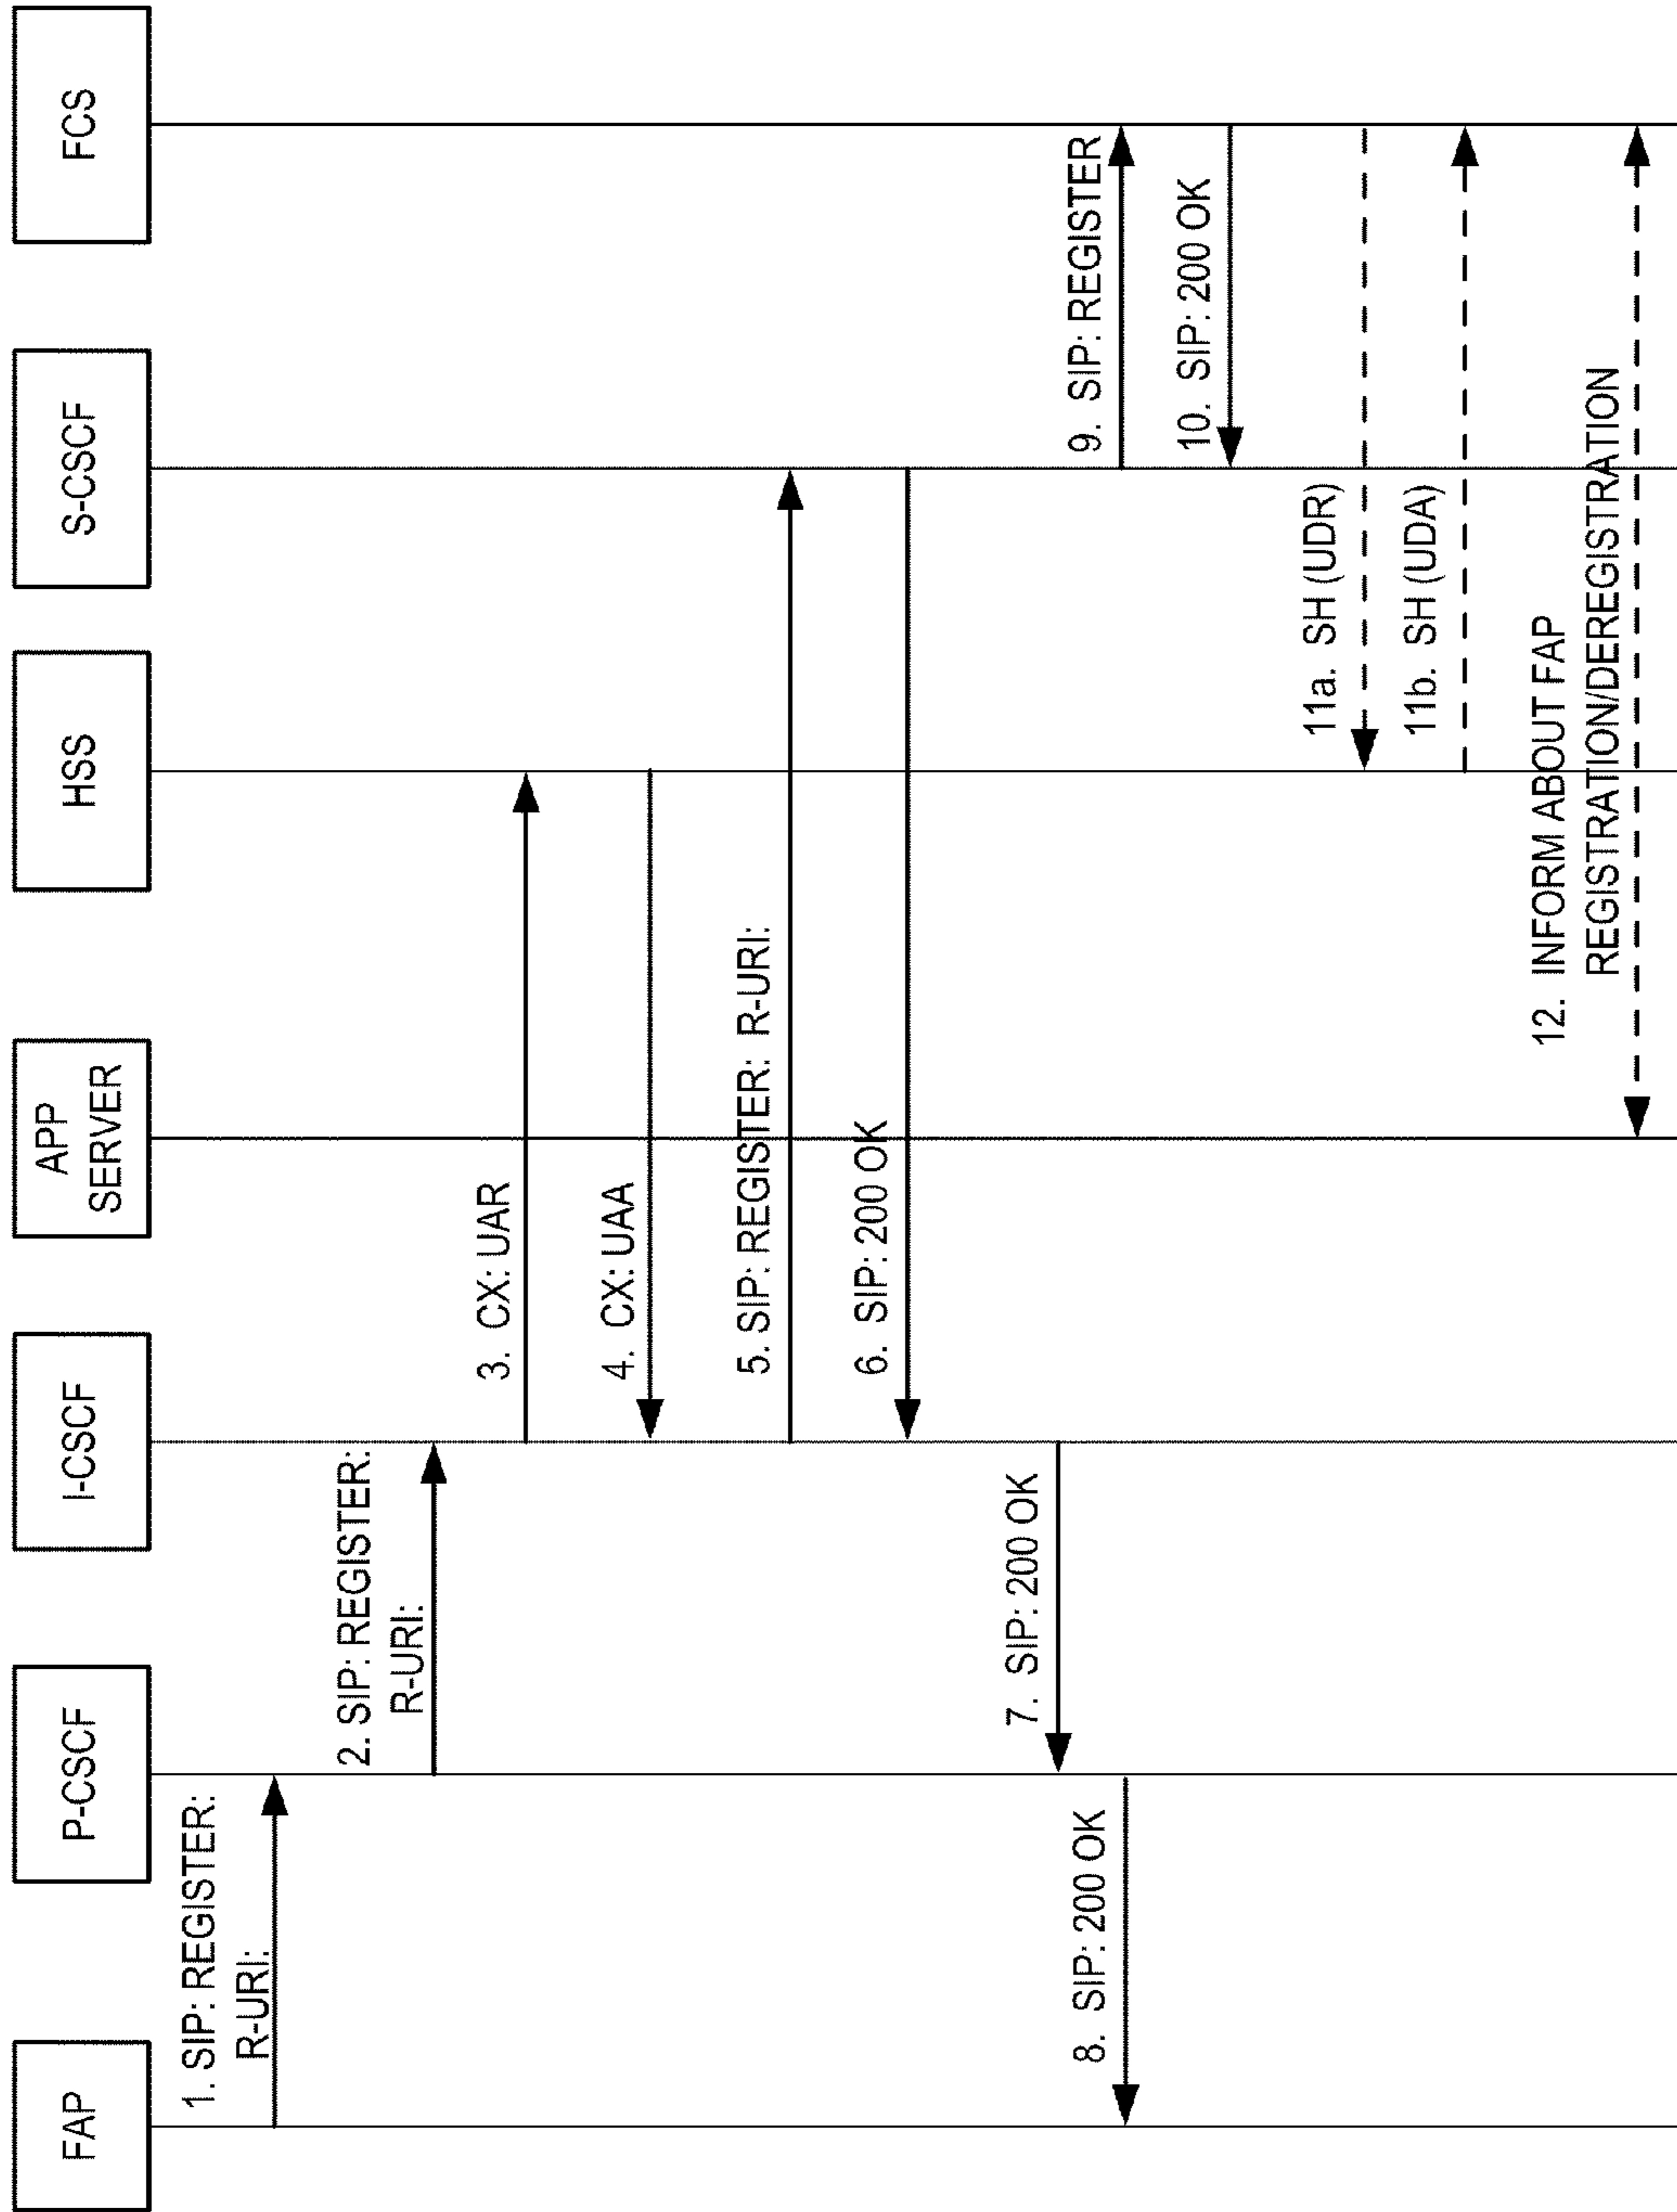 FAP
P-CSCF
I-CSCF
APP
SERVER
HSS
S-CSCF
FCS
1. SIP: REGISTER:
R-URI:
2. SIP: REGISTER:
R-URI:
3. CX: UAR
4. CX: UAA
5. SIP: REGISTER: R-URI:
6. SIP: 200 OK
7. SIP: 200 OK
8. SIP: 200 OK
9. SIP: REGISTER
10. SIP: 200 OK
11a. SH (UDR)
11b. SH (UDA)
12. INFORM ABOUT FAP
REGISTRATION/DEREGISTRATION